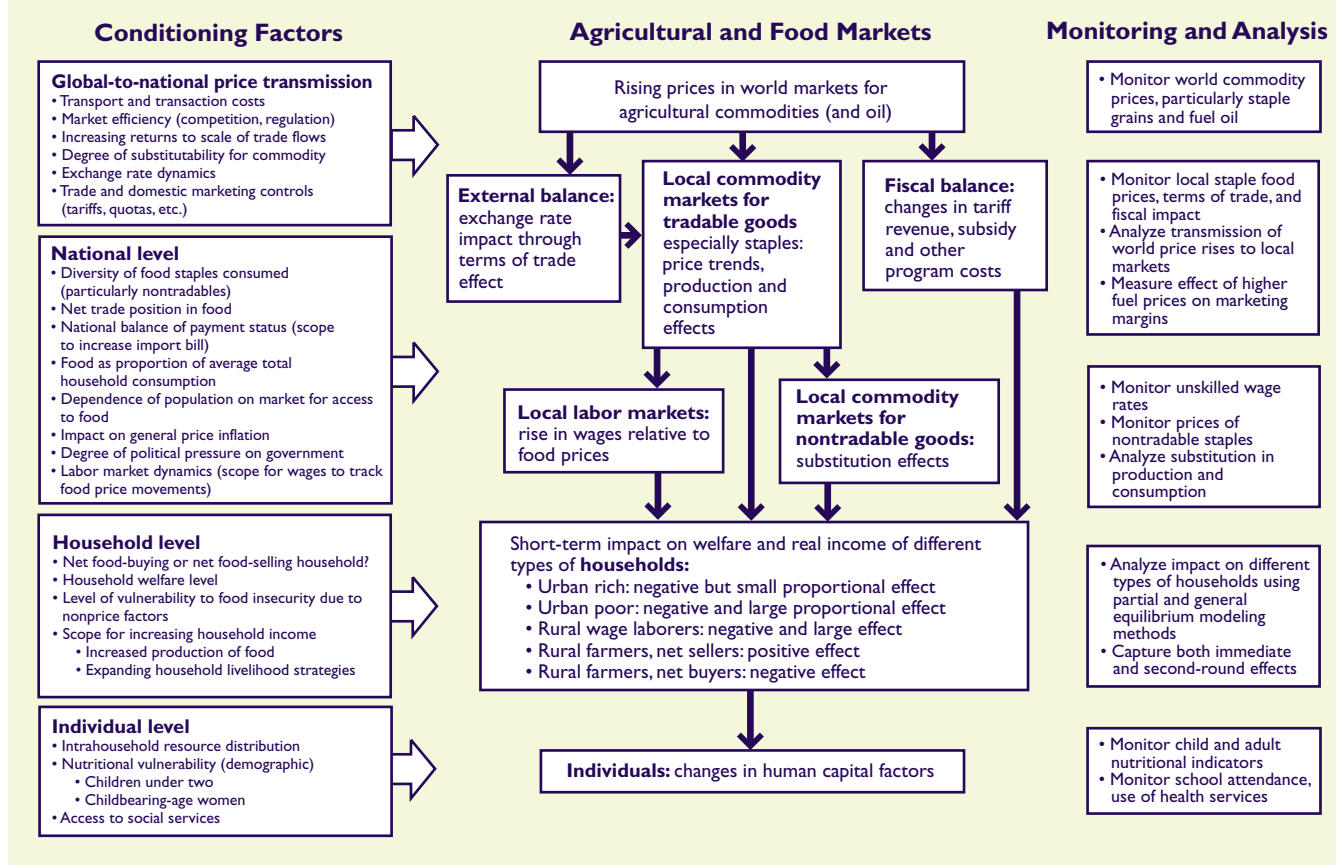 Conditioning Factors
Global-to-national price transmission
• Transport and transaction costs
• Market efficiency (competition, regulation)
• Increasing returns to scale of trade flows
• Degree of substitutability for commodity
• Exchange rate dynamics
• Trade and domestic marketing controls
(tariffs, quotas, etc.)
National level
• Diversity of food staples consumed
(particularly nontradables)
• Net trade position in food
• National balance of payment status (scope
to increase import bill)
• Food as proportion of average total
household consumption
• Dependence of population on market for access
to food
• Impact on general price inflation
• Degree of political pressure on government
• Labor market dynamics (scope for wages to track
food price movements)
Household level
• Net food-buying or net food-selling household?
• Household welfare level
• Level of vulnerability to food insecurity due to
nonprice factors
• Scope for increasing household income
• Increased production of food
• Expanding household livelihood strategies
Individual level
• Intrahousehold resource distribution
• Nutritional vulnerability (demographic)
• Children under two
• Childbearing-age women
• Access to social services
Agricultural and Food Markets
Rising prices in world markets for
agricultural commodities (and oil)
External balance:
exchange rate
impact through
terms of trade
effect
Local commodity
markets for
tradable goods
especially staples:
price trends,
production and
consumption
effects
Fiscal balance:
changes in tariff
revenue, subsidy
and other
program costs
Local labor markets:
rise in wages relative to
food prices
Local commodity
markets for
nontradable goods:
substitution effects
Short-term impact on welfare and real income of different
types of households:
• Urban rich: negative but small proportional effect
• Urban poor: negative and large proportional effect
• Rural wage laborers: negative and large effect
• Rural farmers, net sellers: positive effect
• Rural farmers, net buyers: negative effect
Individuals: changes in human capital factors
Monitoring and Analysis
• Monitor world commodity
prices, particularly staple
grains and fuel oil
• Monitor local staple food
prices, terms of trade, and
fiscal impact
• Analyze transmission of
world price rises to local
markets
• Measure effect of higher
fuel prices on marketing
margins
• Monitor unskilled wage
rates
• Monitor prices of
nontradable staples
• Analyze substitution in
production and
consumption
• Analyze impact on different
types of households using
partial and general
equilibrium modeling
methods
• Capture both immediate
and second-round effects
• Monitor child and adult
nutritional indicators
• Monitor school attendance,
use of health services